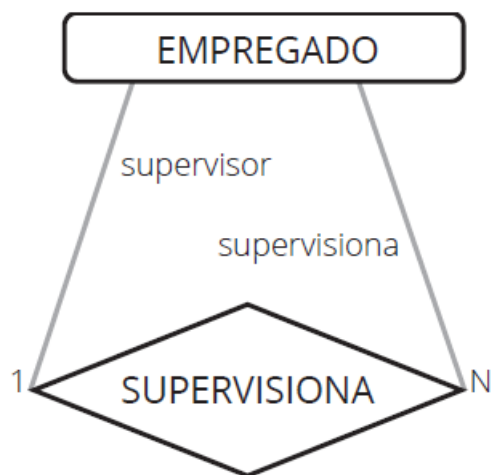 EMPREGADO
supervisor
supervisiona
1 SUPERVISIONA N